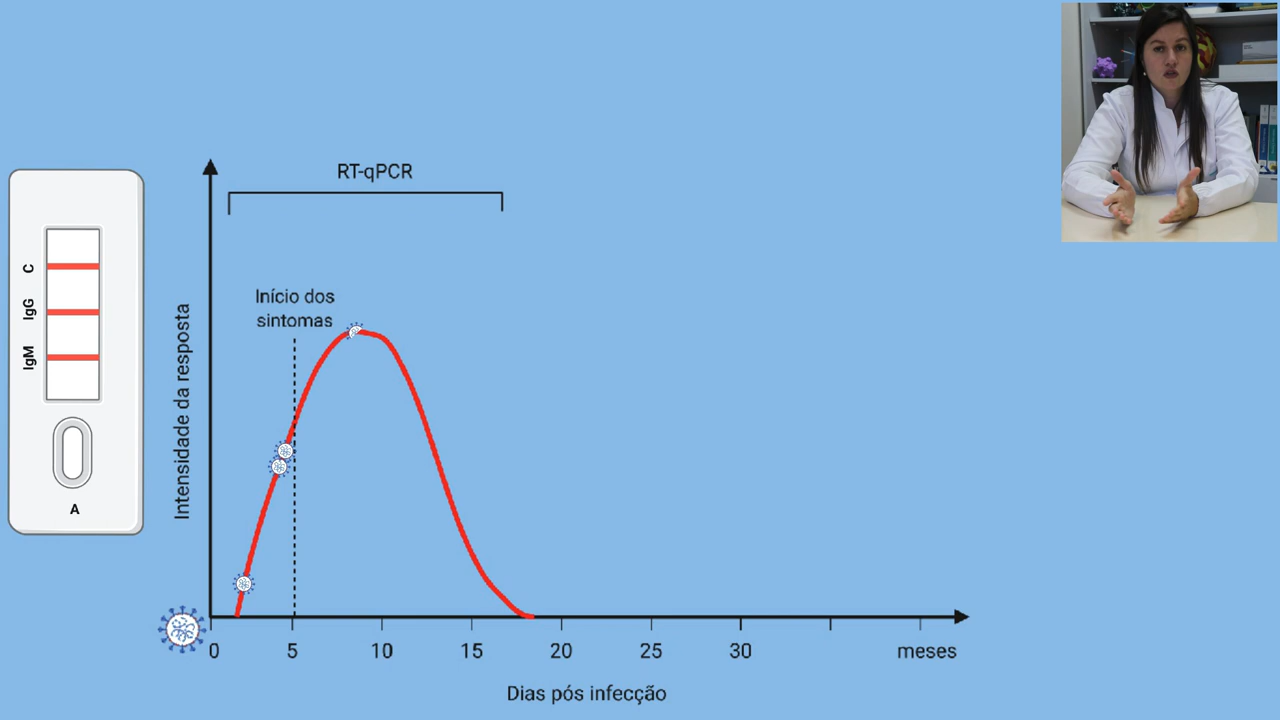 RT-qPCR
Início dos
sintomas
C
IgG
IgM
A
Intensidade da resposta
0 5 10 15 20 25 30 meses
Dias pós infecção